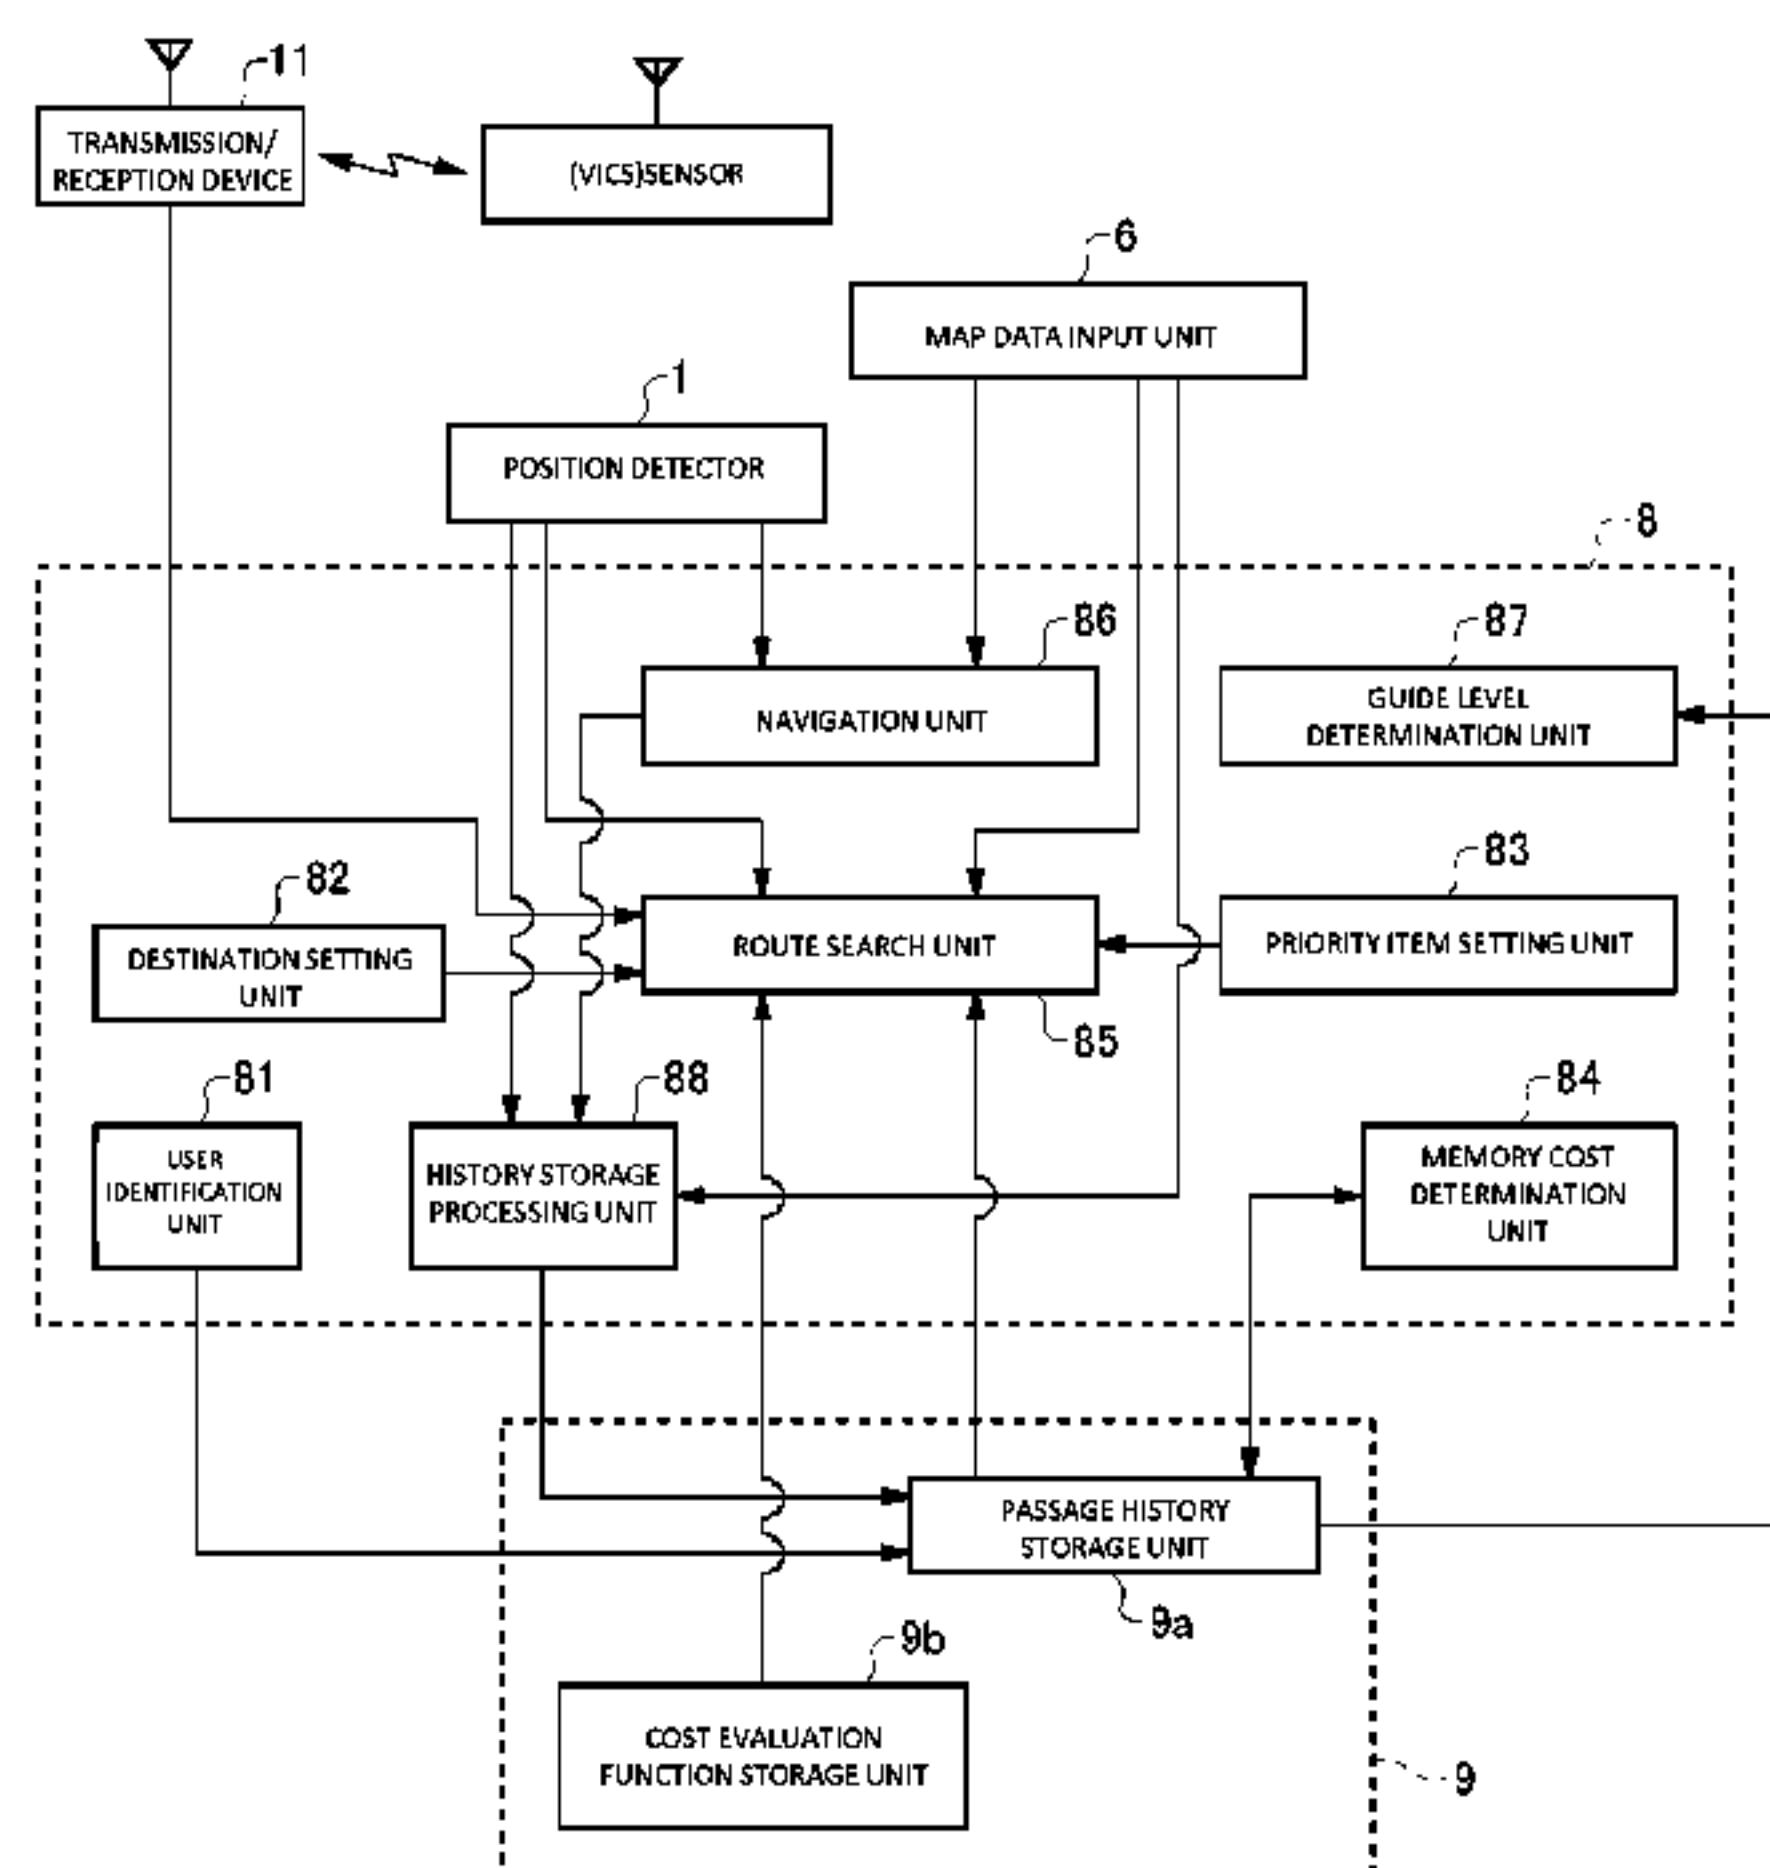 11
TRANSMISSION/
RECEPTION DEVICE
(VICS)SENSOR
6
MAP DATA INPUT UNIT
1
POSITION DETECTOR
8
86
NAVIGATION UNIT
87
GUIDE LEVEL
DETERMINATION UNIT
82
DESTINATION SETTING
UNIT
ROUTE SEARCH UNIT
85
83
PRIORITY ITEM SETTING UNIT
81
USER
IDENTIFICATION
UNIT
88
HISTORY STORAGE
PROCESSING UNIT
84
MEMORY COST
DETERMINATION
UNIT
PASSAGE HISTORY
STORAGE UNIT
9a
9b
COST EVALUATION
FUNCTION STORAGE UNIT
9